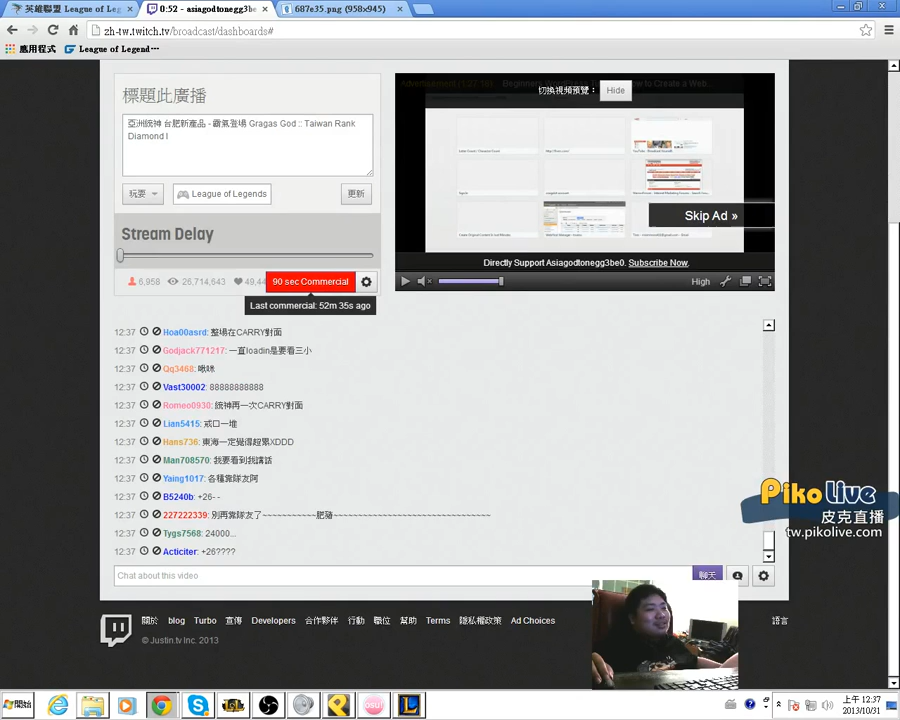 英雄聯盟 League of Leg
0:52 - asiagodtonegg3be
687e35.png (958×945)
zh-tw.twitch.tv/broadcast/dashboards#
應用程式
League of Legend…
標題此廣播
亞洲統神 台肥新產品 - 霸氣登場 Gragas God :: Taiwan Rank
Diamond I
玩耍
League of Legends
更新
Stream Delay
6,958
26,714,643
49,44
90 sec Commercial
Last commercial: 52m 35s ago
切換視頻預覽：
Hide
Skip Ad »
Directly Support Asiagodtonegg3be0. Subscribe Now.
High
12:37 Hoa00asrd: 整場在CARRY對面
12:37 Godjack771217: 一直loadin是要看三小
12:37 Qq3468: 啾咪
12:37 Vast30002: 88888888888
12:37 Romeo0930: 統神再一次CARRY對面
12:37 Lian5415: 戒口一堆
12:37 Hans736: 東海一定覺得超累XDDD
12:37 Man708570: 我要看到我講話
12:37 Yaing1017: 各種靠隊友阿
12:37 B5240b: +26- -
12:37 227222339: 別再靠隊友了~~~~~~~~~~~肥豬~~~~~~~~~~~~~~~~~~~~~~~~~~~~~~~~
12:37 Tygs7568: 24000...
12:37 Acticiter: +26????
Chat about this video
聊天
Piko Live
皮克直播
tw.pikolive.com
關於 blog Turbo 宣傳 Developers 合作夥伴 行動 職位 幫助 Terms 隱私權政策 Ad Choices
語言
© Justin.tv Inc. 2013
開始
上午 12:37
2013/10/31